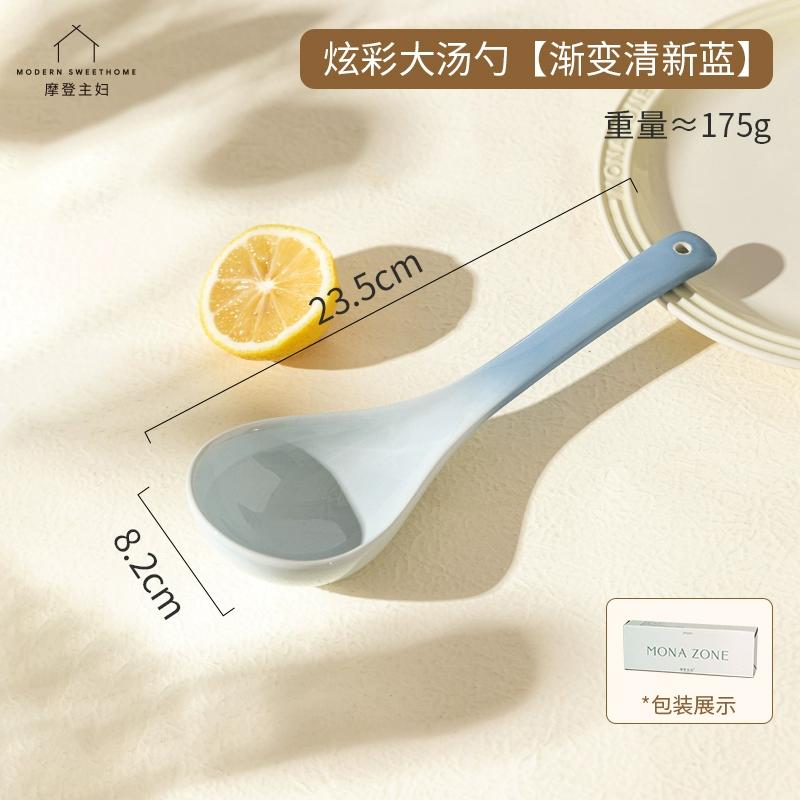 MODERN SWEETHOME
摩登主妇
炫彩大汤勺【渐变清新蓝】
重量≈175g
23.5cm
8.2cm
MONA ZONE
*包装展示